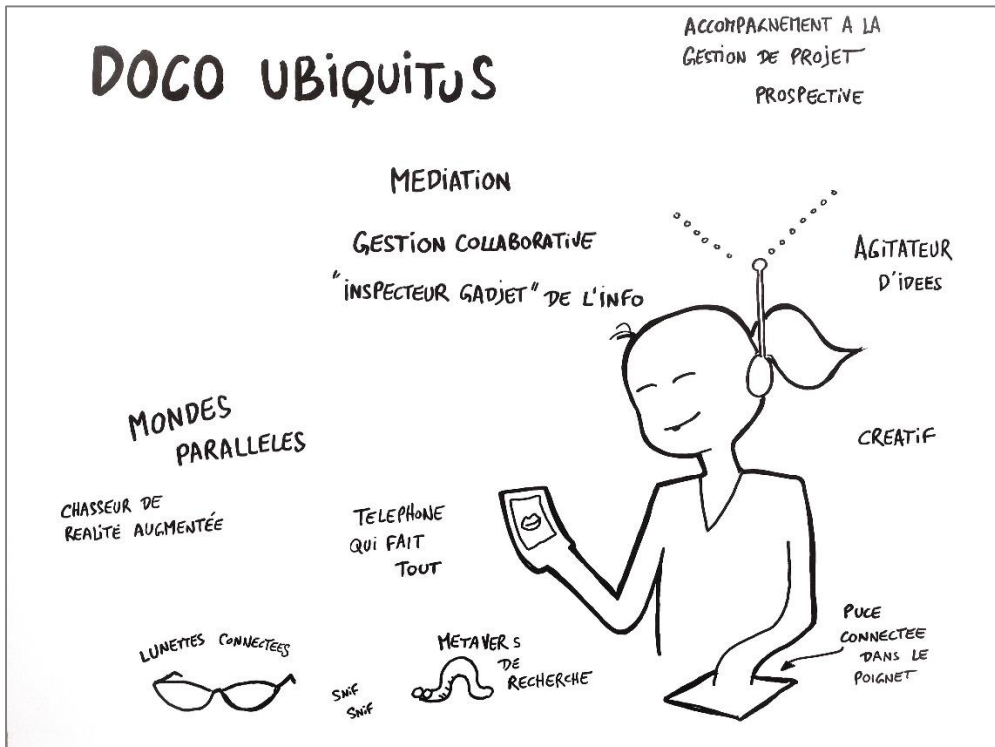 DOCO UBIQUITUS
ACCOMPAGNEMENT A LA
GESTION DE PROJET
PROSPECTIVE
MEDIATION
GESTION COLLABORATIVE
"INSPECTEUR GADJET" DE L'INFO
AGITATEUR
D'IDEES
MONDES
PARALLELES
CREATIF
CHASSEUR DE
REALITÉ AUGMENTÉE
TELEPHONE
QUI FAIT
TOUT
LUNETTES CONNECTEES
SNIF
SNIF
METAVERS
DE
RECHERCHE
PUCE
CONNECTEE
DANS LE
POIGNET